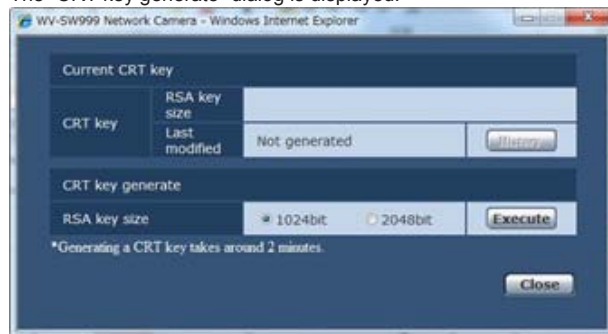 The "CRT key generate" dialog is displayed.
WV-SW999 Network Camera - Windows Internet Explorer
Current CRT key
CRT key
RSA key size
Last modified
Not generated
History
CRT key generate
RSA key size
1024bit
2048bit
Execute
*Generating a CRT key takes around 2 minutes.
Close